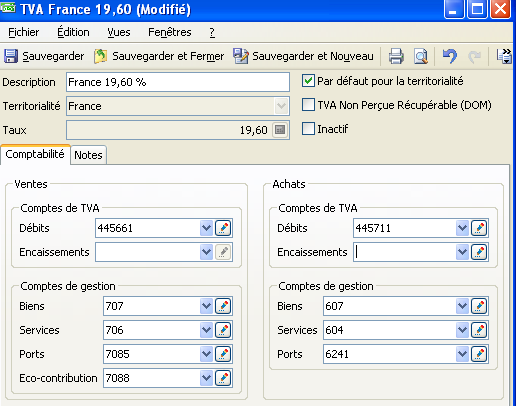 TVA France 19,60 (Modifié)
Fichier Édition Vues Fenêtres ?
Sauvegarder Sauvegarder et Fermer Sauvegarder et Nouveau
Description France 19,60 % Par défaut pour la territorialité
Territorialité France TVA Non Perçue Récupérable (DOM)
Taux 19,60 Inactif
Comptabilité Notes
Ventes Achats
Comptes de TVA Comptes de TVA
Débits 445661 Débits 445711
Encaissements Encaissements
Comptes de gestion Comptes de gestion
Biens 707 Biens 607
Services 706 Services 604
Ports 7085 Ports 6241
Eco-contribution 7088